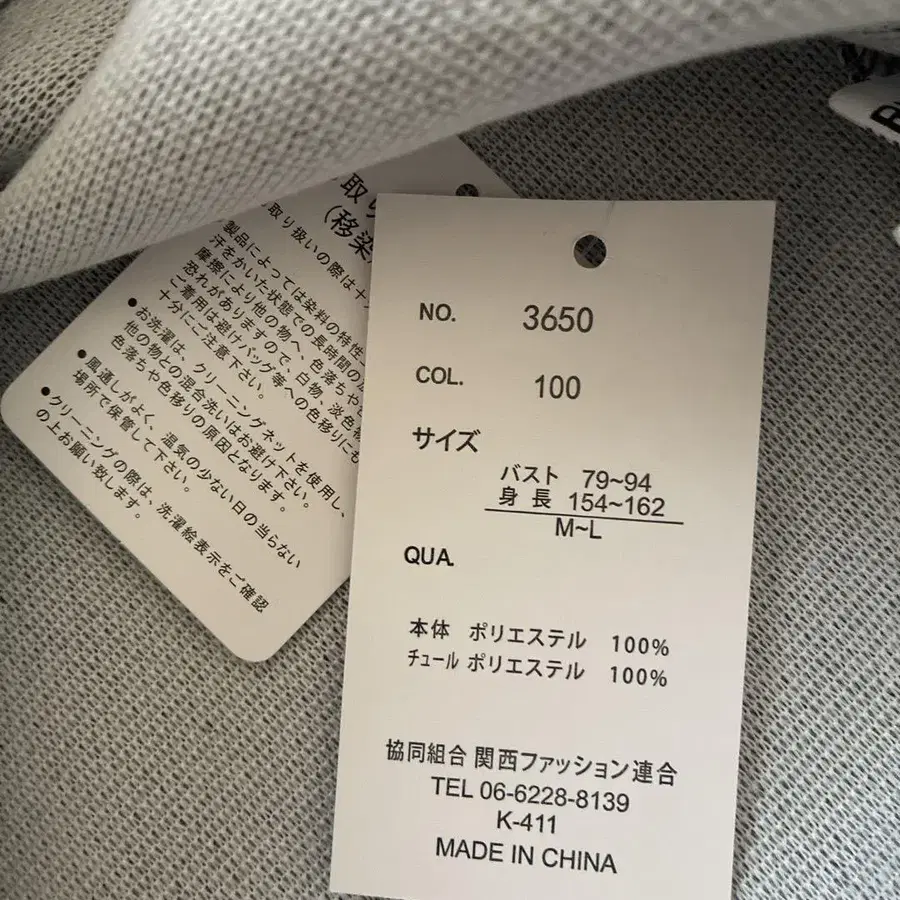 NO. 3650
COL. 100
サイズ
バスト 79~94
身長 154~162
M~L
QUA.
本体 ポリエステル 100%
チュール ポリエステル 100%
協同組合 関西ファッション連合
TEL 06-6228-8139
K-411
MADE IN CHINA
取り
(移染
取り扱いの際は十
製品によっては染料の特性
汗をかいた状態での長時間の
摩擦により他の物へ、色落ちや色
恐れがありますので、白物、淡色
ご着用は避けバッグ等への色移りにも
十分にご注意下さい。
●お洗濯は、クリーニングネットを使用し、
他の物との混合洗いはお避け下さい。
色落ちや色移りの原因となります。
●風通しがよく、温気の少ない日の当らない
場所で保管して下さい。
●クリーニングの際は、洗濯絵表示をご確認
の上お願い致します。